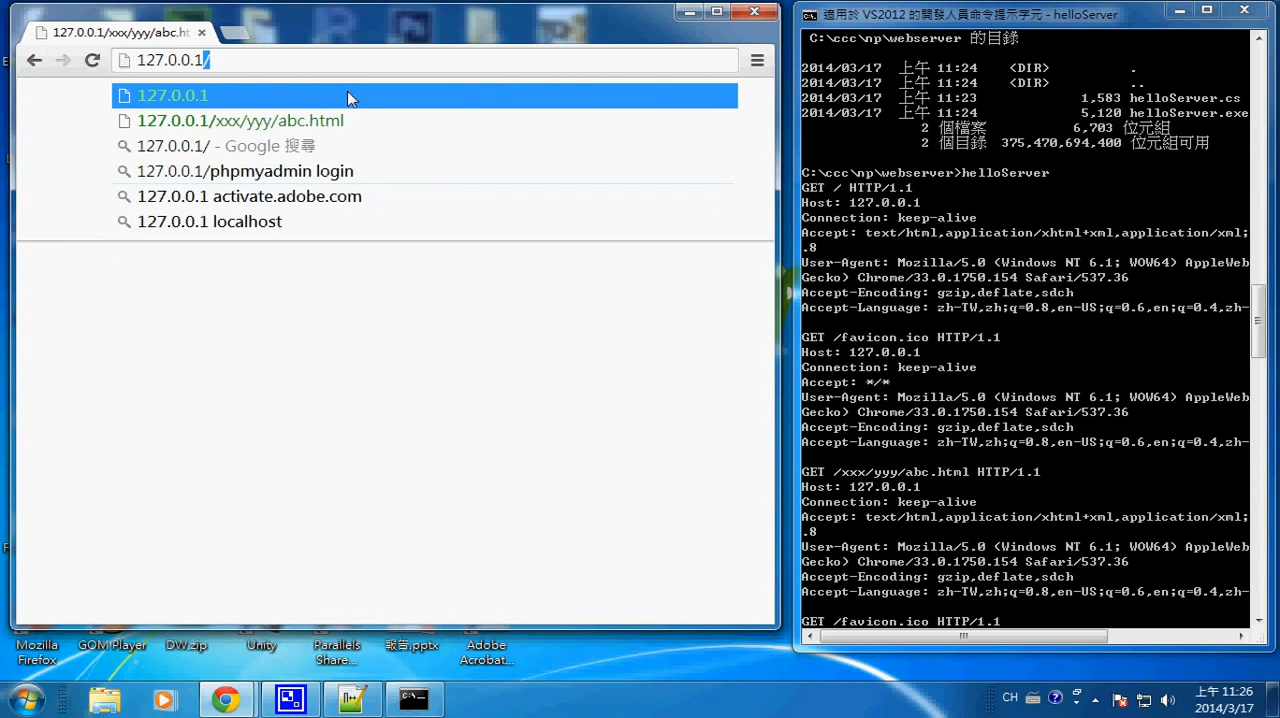 127.0.0.1/xxx/yyy/abc.ht
127.0.0.1/
127.0.0.1
127.0.0.1/xxx/yyy/abc.html
127.0.0.1/ - Google 搜尋
127.0.0.1/phpmyadmin login
127.0.0.1 activate.adobe.com
127.0.0.1 localhost
適用於 VS2012 的開發人員命令提示字元 - helloServer
C:\ccc\np\webserver 的目錄
2014/03/17 上午 11:24 <DIR> .
2014/03/17 上午 11:24 <DIR> ..
2014/03/17 上午 11:23 1,583 helloServer.cs
2014/03/17 上午 11:24 5,120 helloServer.exe
2 個檔案 6,703 位元組
2 個目錄 375,470,694,400 位元組可用
C:\ccc\np\webserver>helloServer
GET / HTTP/1.1
Host: 127.0.0.1
Connection: keep-alive
Accept: text/html,application/xhtml+xml,application/xml;
.8
User-Agent: Mozilla/5.0 (Windows NT 6.1; WOW64) AppleWeb
Gecko) Chrome/33.0.1750.154 Safari/537.36
Accept-Encoding: gzip,deflate,sdch
Accept-Language: zh-TW,zh;q=0.8,en-US;q=0.6,en;q=0.4,zh-
GET /favicon.ico HTTP/1.1
Host: 127.0.0.1
Connection: keep-alive
Accept: */*
User-Agent: Mozilla/5.0 (Windows NT 6.1; WOW64) AppleWeb
Gecko) Chrome/33.0.1750.154 Safari/537.36
Accept-Encoding: gzip,deflate,sdch
Accept-Language: zh-TW,zh;q=0.8,en-US;q=0.6,en;q=0.4,zh-
GET /xxx/yyy/abc.html HTTP/1.1
Host: 127.0.0.1
Connection: keep-alive
Accept: text/html,application/xhtml+xml,application/xml;
.8
User-Agent: Mozilla/5.0 (Windows NT 6.1; WOW64) AppleWeb
Gecko) Chrome/33.0.1750.154 Safari/537.36
Accept-Encoding: gzip,deflate,sdch
Accept-Language: zh-TW,zh;q=0.8,en-US;q=0.6,en;q=0.4,zh-
GET /favicon.ico HTTP/1.1
Mozilla Firefox
GOM Player
DW.zip
Unity
Parallels Share...
報告.pptx
Adobe Acrobat...
CH
上午 11:26
2014/3/17